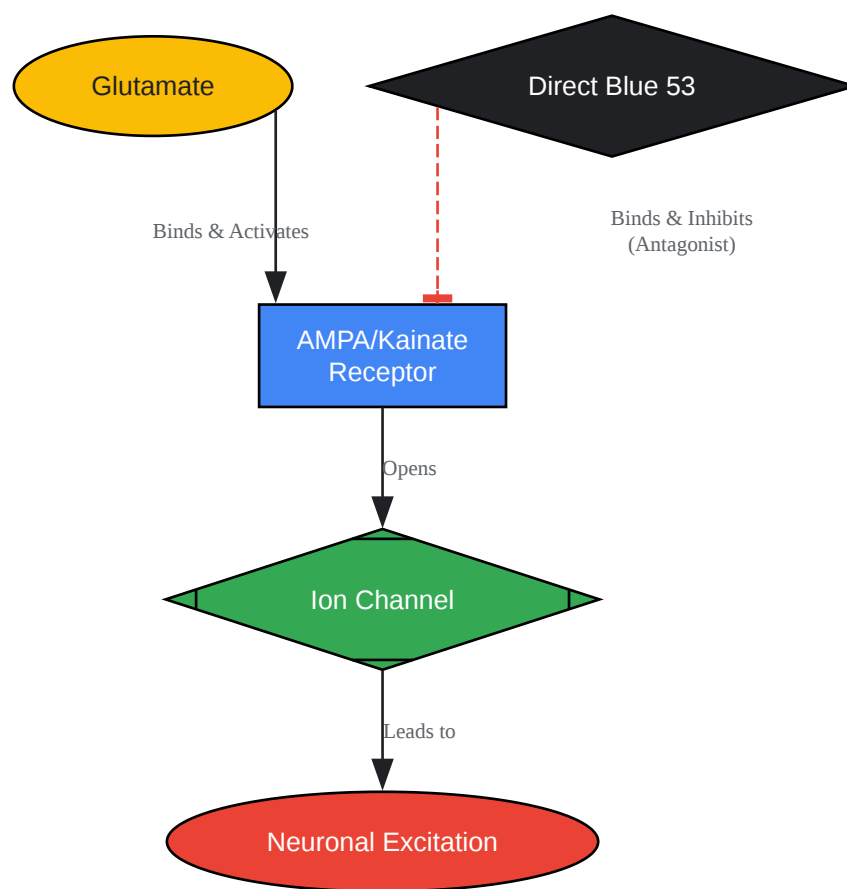 Glutamate
Direct Blue 53
Binds & Activates
Binds & Inhibits
(Antagonist)
AMPA/Kainate
Receptor
Opens
Ion Channel
Leads to
Neuronal Excitation